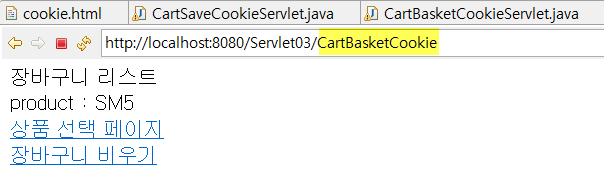 cookie.html CartSaveCookieServlet.java CartBasketCookieServlet.java
http://localhost:8080/Servlet03/CartBasketCookie
장바구니 리스트
product : SM5
상품 선택 페이지
장바구니 비우기